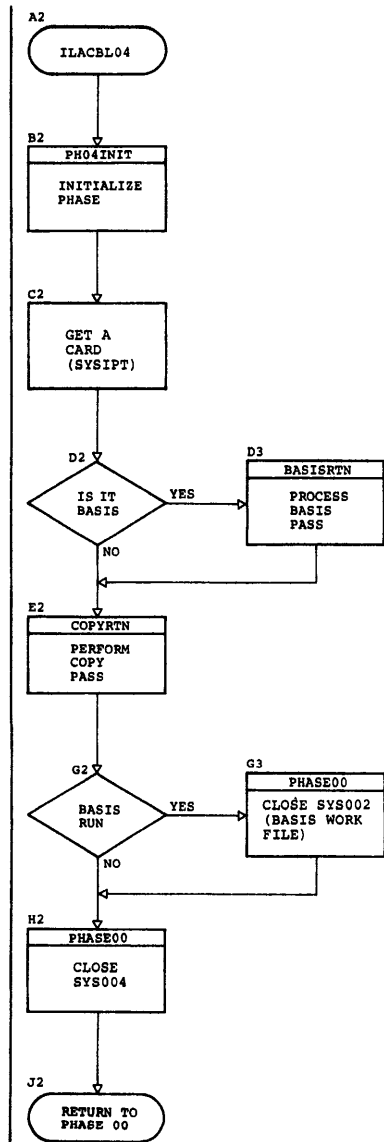 A2
ILACBL04
B2
PH04INIT
INITIALIZE
PHASE
C2
GET A
CARD
(SYSIPT)
D2
IS IT
BASIS
YES
NO
D3
BASISRTN
PROCESS
BASIS
PASS
E2
COPYRTN
PERFORM
COPY
PASS
G2
BASIS
RUN
YES
NO
G3
PHASE00
CLOSE SYS002
(BASIS WORK
FILE)
H2
PHASE00
CLOSE
SYS004
J2
RETURN TO
PHASE 00